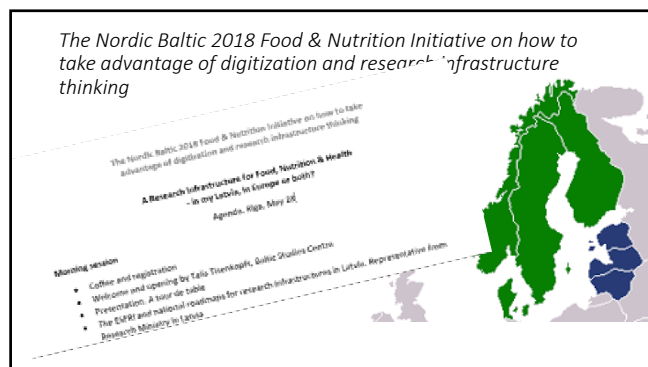 The Nordic Baltic 2018 Food & Nutrition Initiative on how to
take advantage of digitization and research infrastructure
thinking
The Nordic Baltic 2018 Food & Nutrition Initiative on how to take
advantage of digitization and research infrastructure thinking
A Research Infrastructure for Food, Nutrition & Health
- in my Latvia, in Europe or both?
Agenda. Riga, May 28
Morning session
• Coffee and registration
• Welcome and opening by Talis Tisenkopfs, Baltic Studies Centre
• Presentation. A tour de table
• The ESFRI and national roadmaps for research infrastructures in Latvia. Representative from
Research Ministry in Latvia